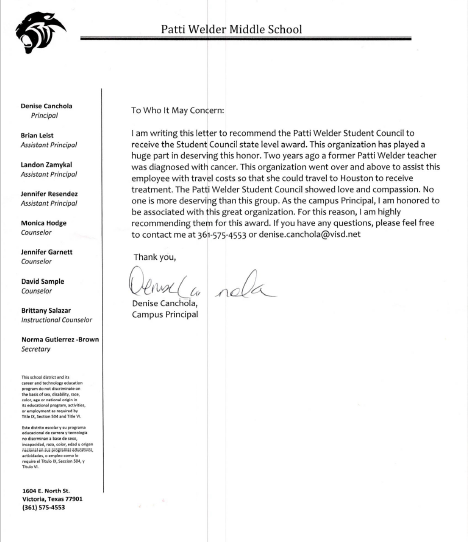 Patti Welder Middle School
Denise Canchola
Principal
Brian Leist
Assistant Principal
Landon Zamykal
Assistant Principal
Jennifer Resendez
Assistant Principal
Monica Hodge
Counselor
Jennifer Garnett
Counselor
David Sample
Counselor
Brittany Salazar
Instructional Counselor
Norma Gutierrez -Brown
Secretary
This school district and its
career and technology education
program do not discriminate on
the basis of sex, disability, race,
color, age or national origin in
its educational program, activities,
or employment as required by
Title IX, Section 504 and Title VI.
Este distrito escolar y su programa
educacional de carrera y tecnologia
no discriminan a base de sexo,
incapacidad, raza, color, edad u origen
nacional en sus programas educativos,
actividades, o empleo como lo
require el Titulo IX, Section 504, y
Titulo VI.
1604 E. North St.
Victoria, Texas 77901
(361) 575-4553
To Who It May Concern:
I am writing this letter to recommend the Patti Welder Student Council to
receive the Student Council state level award. This organization has played a
huge part in deserving this honor. Two years ago a former Patti Welder teacher
was diagnosed with cancer. This organization went over and above to assist this
employee with travel costs so that she could travel to Houston to receive
treatment. The Patti Welder Student Council showed love and compassion. No
one is more deserving than this group. As the campus Principal, I am honored to
be associated with this great organization. For this reason, I am highly
recommending them for this award. If you have any questions, please feel free
to contact me at 361-575-4553 or denise.canchola@visd.net
Thank you,
Denise Canchola
Denise Canchola,
Campus Principal